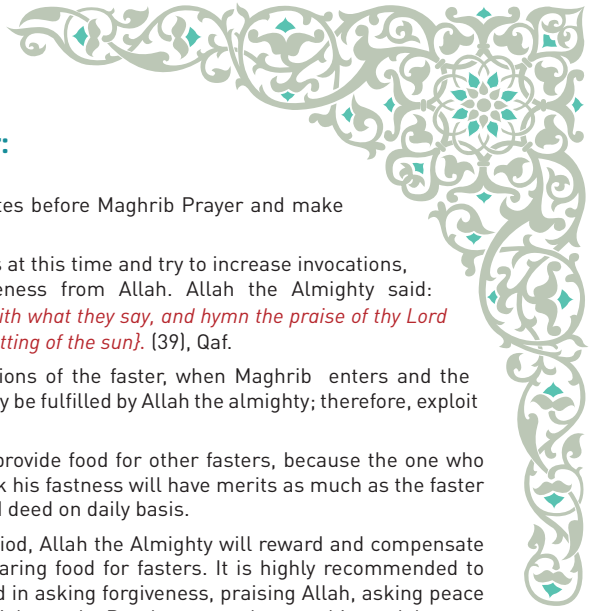 :
tes before Maghrib Prayer and make
s at this time and try to increase invocations,
eness from Allah. Allah the Almighty said:
ith what they say, and hymn the praise of thy Lord
tting of the sun}. (39), Qaf.
ions of the faster, when Maghrib enters and the
y be fulfilled by Allah the almighty; therefore, exploit
provide food for other fasters, because the one who
k his fastness will have merits as much as the faster
d deed on daily basis.
iod, Allah the Almighty will reward and compensate
aring food for fasters. It is highly recommended to
d in asking forgiveness, praising Allah, asking peace